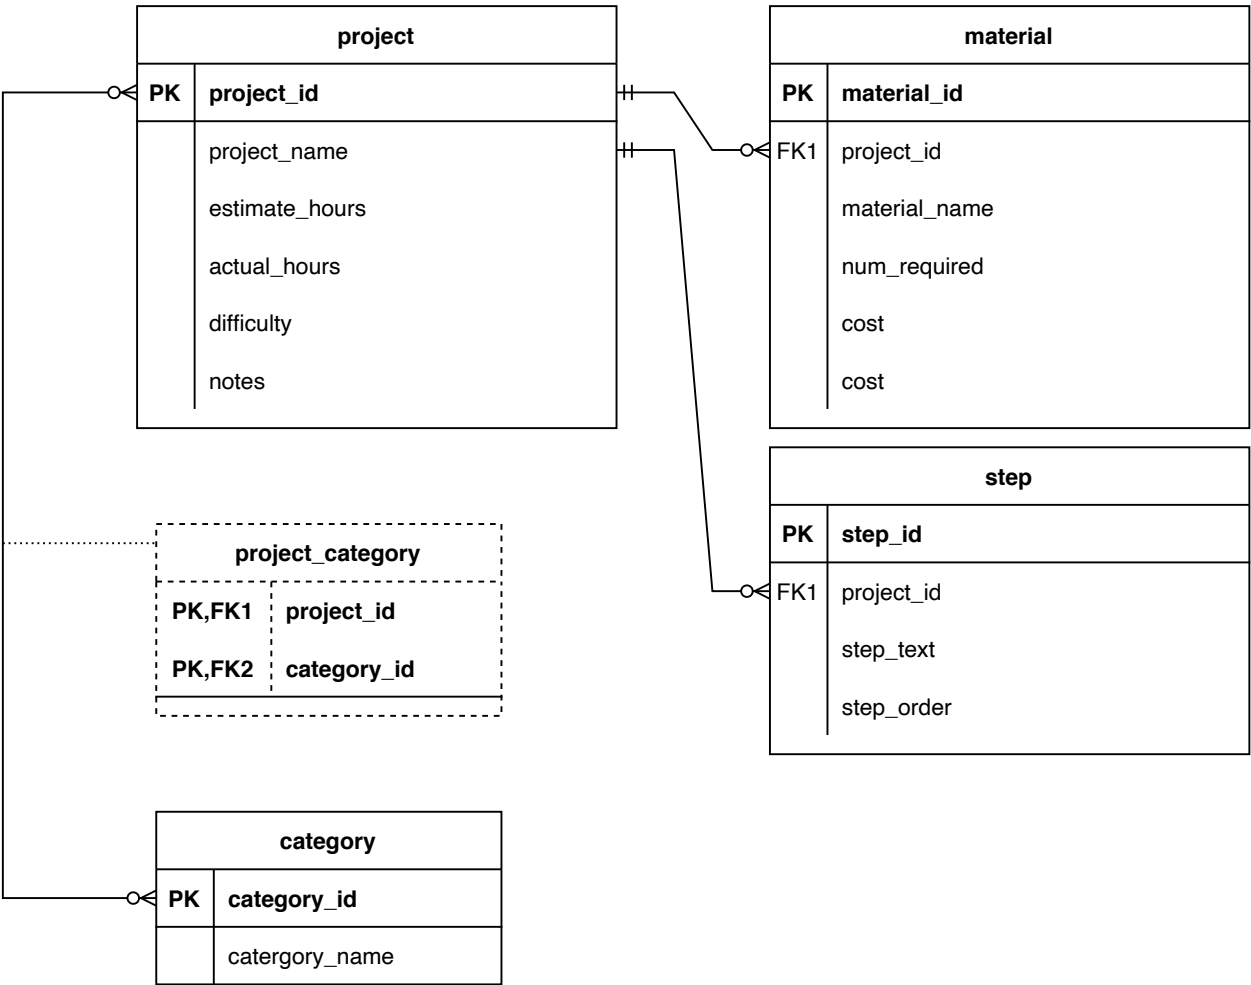 project
PK project_id
project_name
estimate_hours
actual_hours
difficulty
notes
material
PK material_id
FK1 project_id
material_name
num_required
cost
cost
step
PK step_id
FK1 project_id
step_text
step_order
project_category
PK,FK1 project_id
PK,FK2 category_id
category
PK category_id
catergory_name